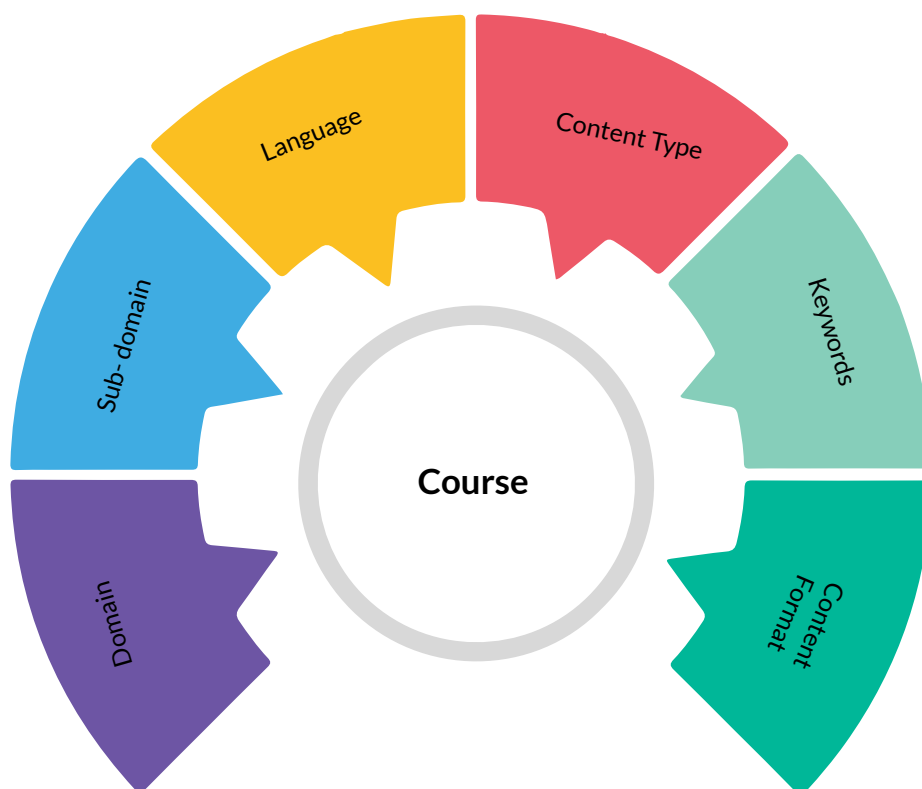 Language
Content Type
Sub- domain
Keywords
Course
Domain
Content
Format